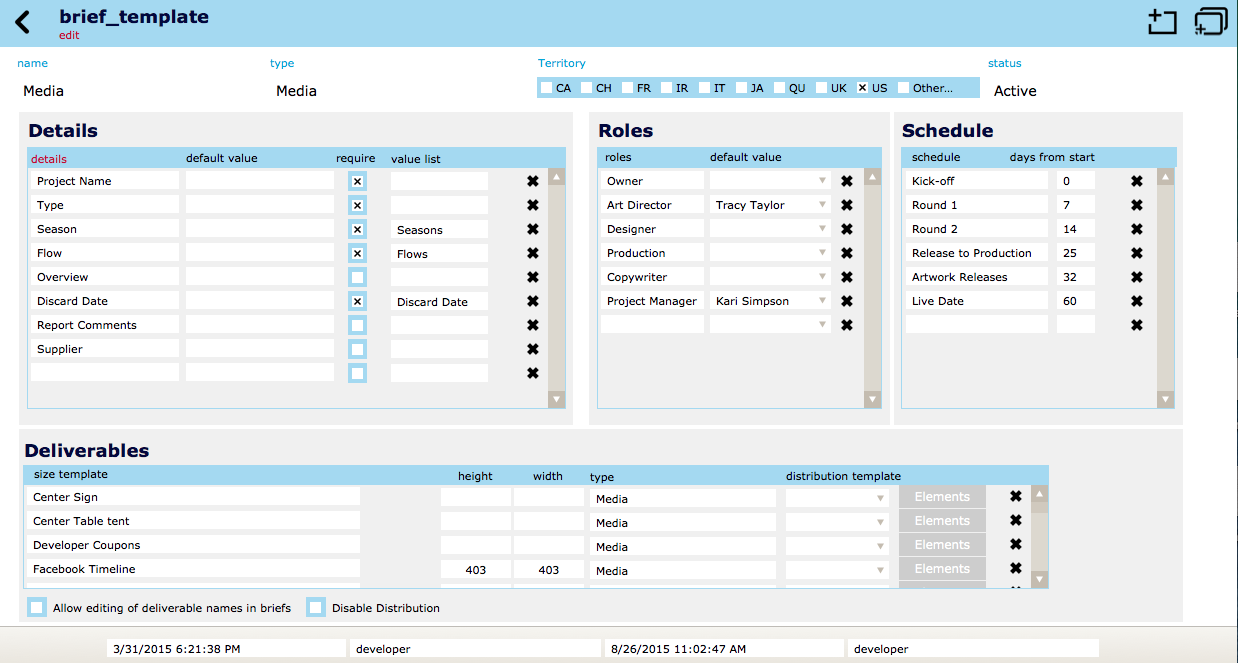 brief_template
edit
name type Territory status
Media Media CA CH FR IR IT JA QU UK US Other... Active
Details
details default value require value list
Project Name
Type
Season Seasons
Flow Flows
Overview
Discard Date Discard Date
Report Comments
Supplier
Roles
roles default value
Owner
Art Director Tracy Taylor
Designer
Production
Copywriter
Project Manager Kari Simpson
Schedule
schedule days from start
Kick-off 0
Round 1 7
Round 2 14
Release to Production 25
Artwork Releases 32
Live Date 60
Deliverables
size template height width type distribution template
Center Sign Media Elements
Center Table tent Media Elements
Developer Coupons Media Elements
Facebook Timeline 403 403 Media Elements
Allow editing of deliverable names in briefs Disable Distribution
3/31/2015 6:21:38 PM developer 8/26/2015 11:02:47 AM developer